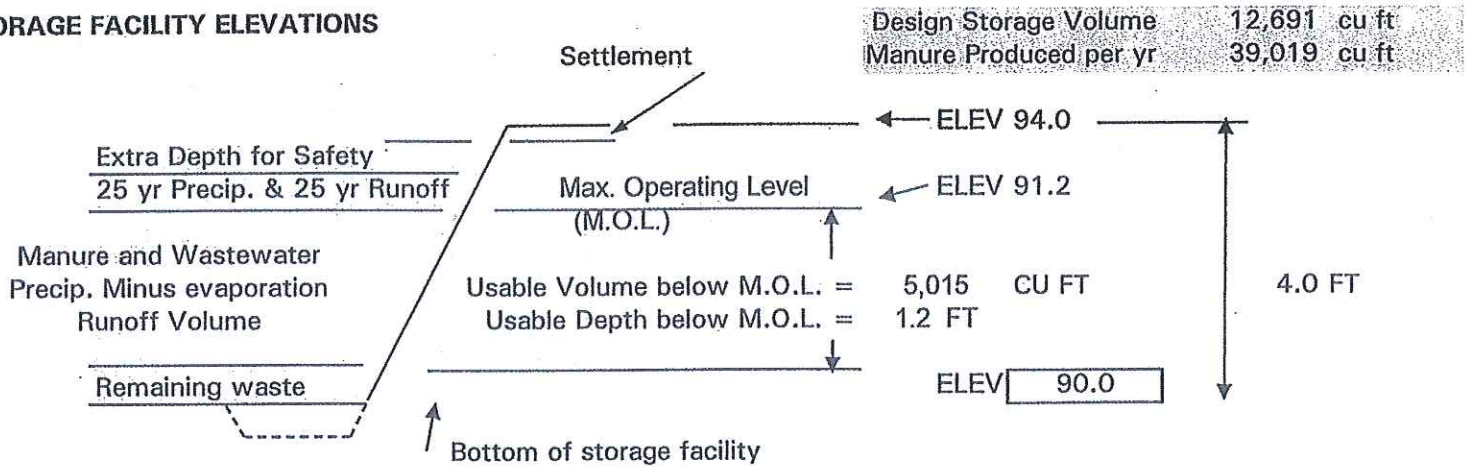 ORAGE FACILITY ELEVATIONS
Design Storage Volume 12,691 cu ft
Manure Produced per yr 39,019 cu ft
Settlement
ELEV 94.0
Extra Depth for Safety
25 yr Precip. & 25 yr Runoff
Max. Operating Level
(M.O.L.)
ELEV 91.2
Manure and Wastewater
Precip. Minus evaporation
Runoff Volume
Usable Volume below M.O.L. = 5,015 CU FT
Usable Depth below M.O.L. = 1.2 FT
4.0 FT
Remaining waste
ELEV 90.0
Bottom of storage facility